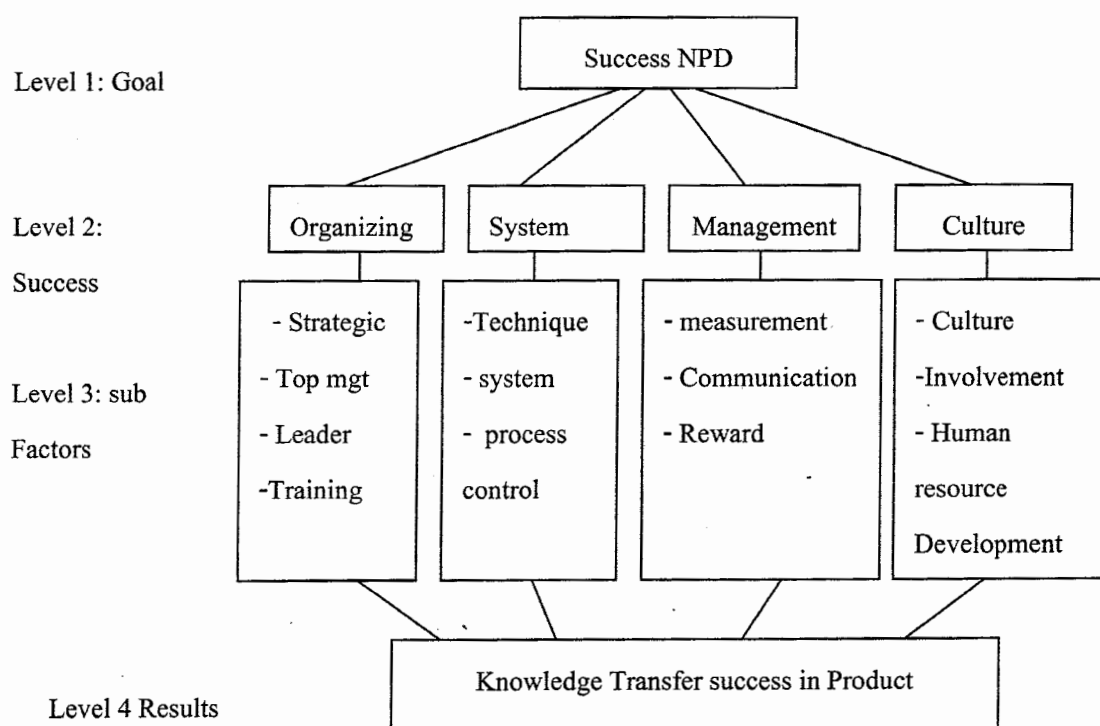 Success NPD
Level 1: Goal
Organizing
System
Management
Culture
Level 2:
Success
- Strategic
- Top mgt
- Leader
-Training
-Technique
- system
- process
control
- measurement
- Communication
- Reward
- Culture
-Involvement
- Human
resource
Development
Level 3: sub
Factors
Knowledge Transfer success in Product
Level 4 Results